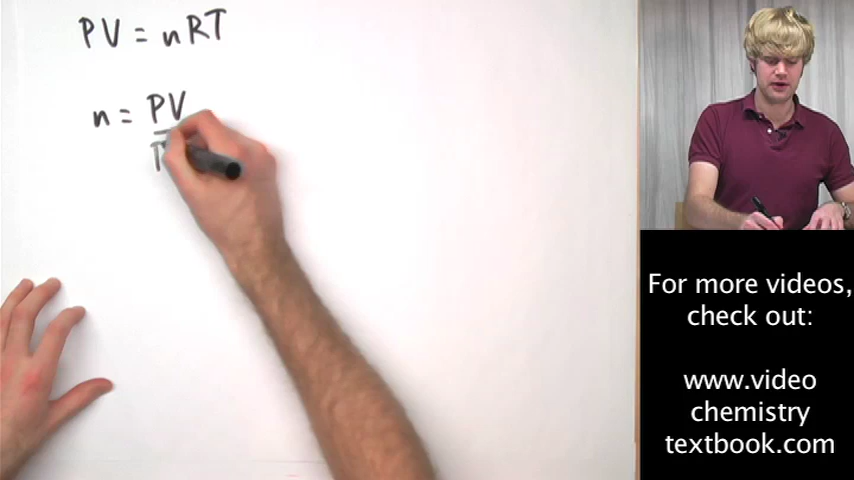 PV = nRT
n = PV
For more videos,
check out:
www.video
chemistry
textbook.com